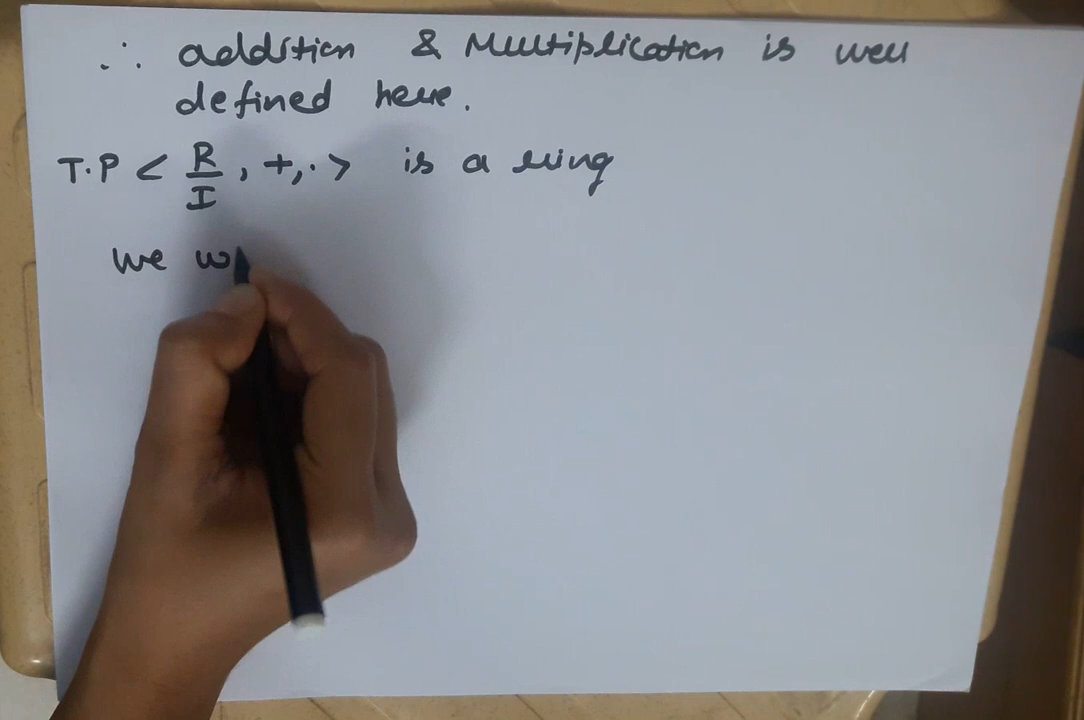 ∴ addition & Multiplication is well
defined here.
T.P < R/I, +, . > is a ring
We w